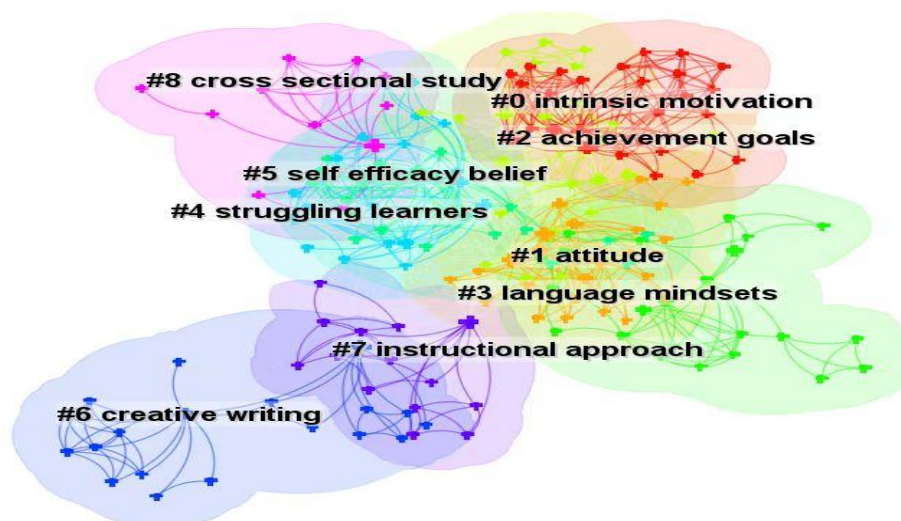 #8 cross sectional study
#0 intrinsic motivation
#2 achievement goals
#5 self efficacy belief
#4 struggling learners
#1 attitude
#3 language mindsets
#7 instructional approach
#6 creative writing